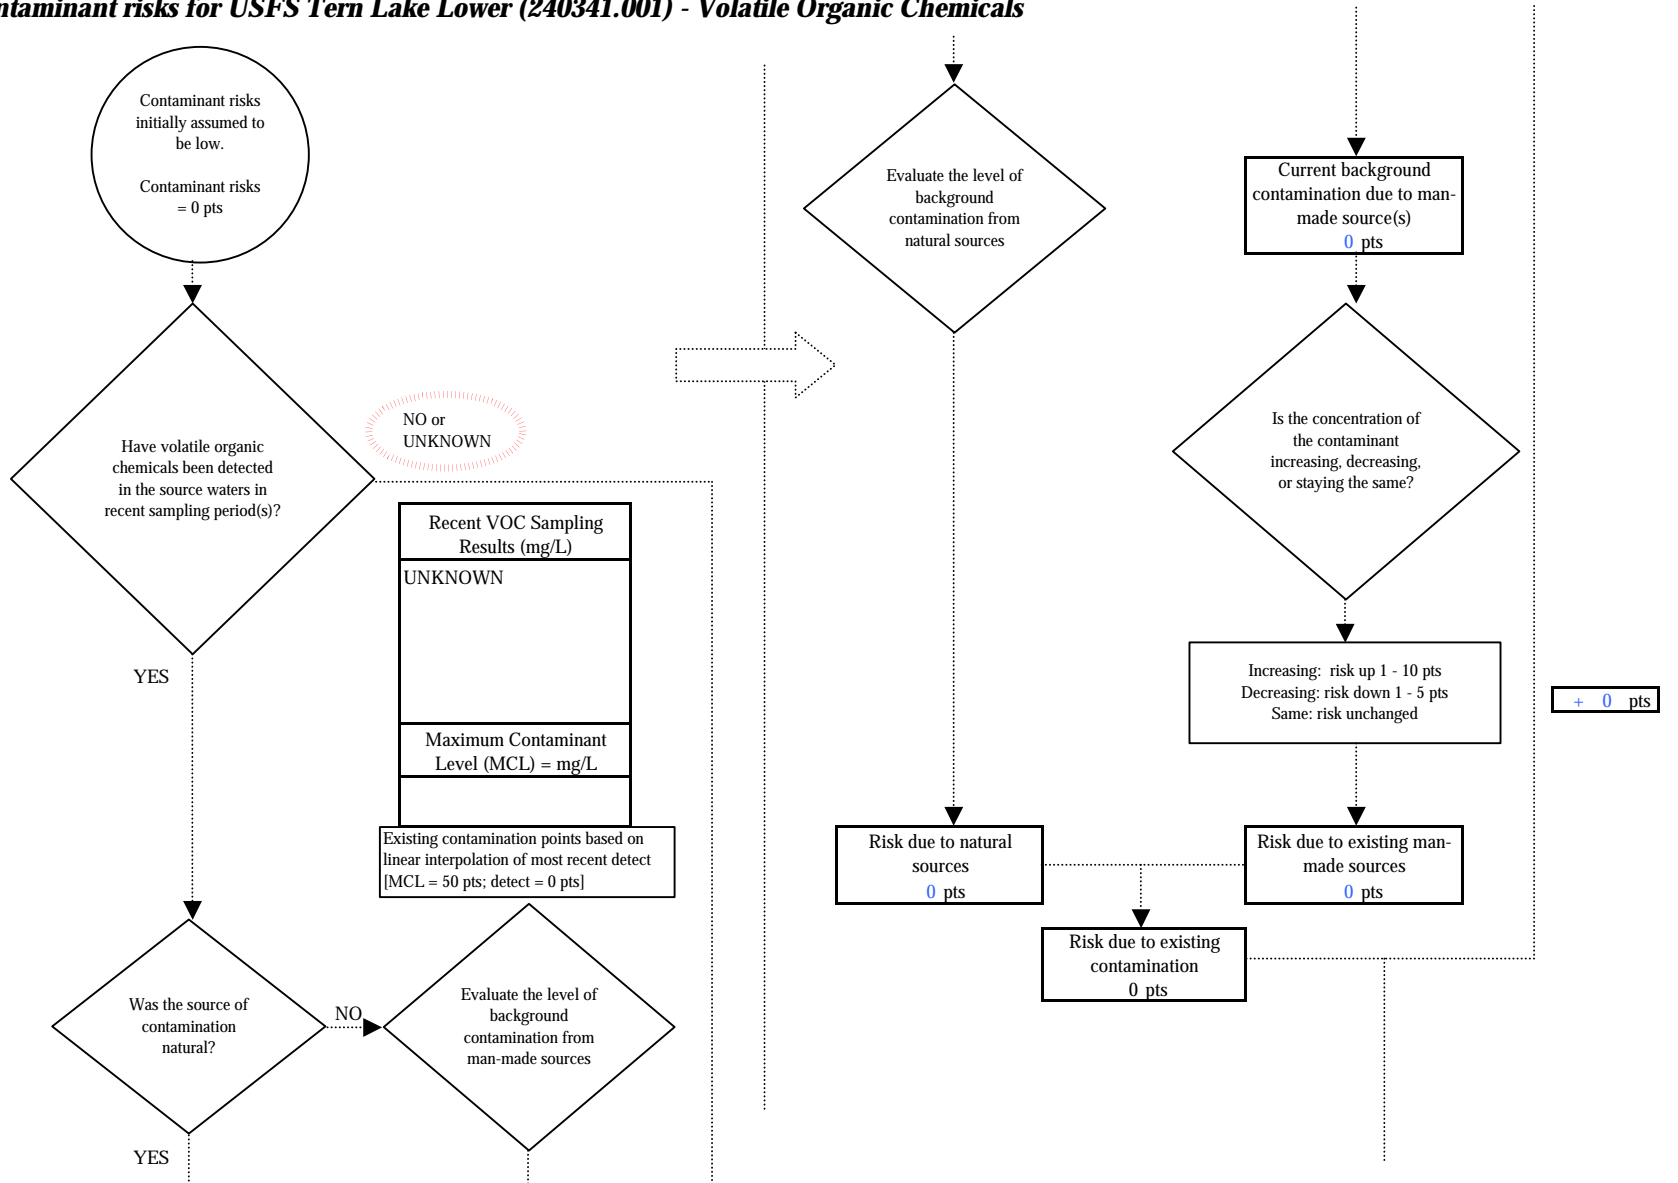 ntaminant risks for USFS Tern Lake Lower (240341.001) - Volatile Organic Chemicals
Contaminant risks
initially assumed to
be low.
Contaminant risks
= 0 pts
Have volatile organic
chemicals been detected
in the source waters in
recent sampling period(s)?
NO or
UNKNOWN
YES
Recent VOC Sampling
Results (mg/L)
UNKNOWN
Maximum Contaminant
Level (MCL) = mg/L
Existing contamination points based on
linear interpolation of most recent detect
[MCL = 50 pts; detect = 0 pts]
Was the source of
contamination
natural?
NO
YES
Evaluate the level of
background
contamination from
man-made sources
Evaluate the level of
background
contamination from
natural sources
Current background
contamination due to man-
made source(s)
0 pts
Is the concentration of
the contaminant
increasing, decreasing,
or staying the same?
Increasing: risk up 1 - 10 pts
Decreasing: risk down 1 - 5 pts
Same: risk unchanged
+ 0 pts
Risk due to natural
sources
0 pts
Risk due to existing man-
made sources
0 pts
Risk due to existing
contamination
0 pts